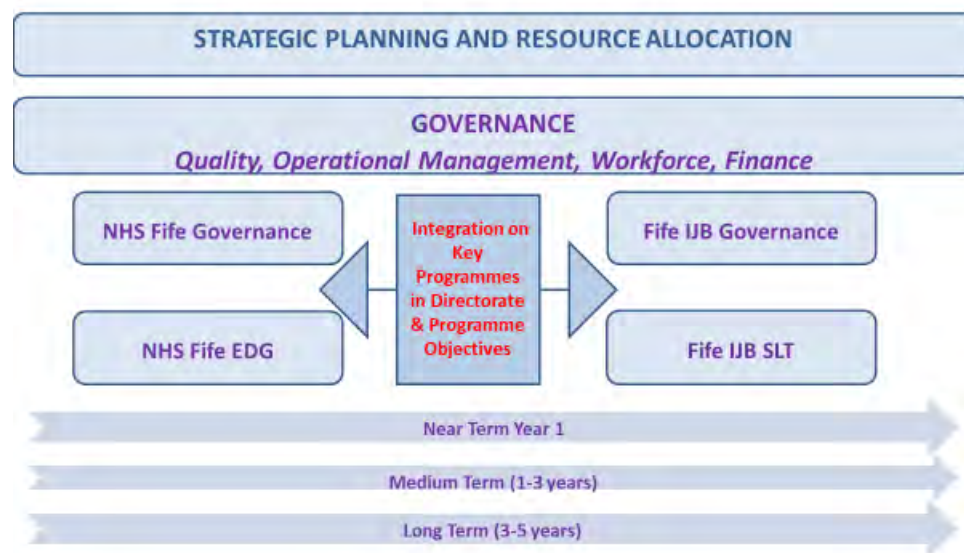 STRATEGIC PLANNING AND RESOURCE ALLOCATION
GOVERNANCE
Quality, Operational Management, Workforce, Finance
NHS Fife Governance
NHS Fife EDG
Integration on
Key
Programmes
in Directorate
& Programme
Objectives
Fife IJB Governance
Fife IJB SLT
Near Term Year 1
Medium Term (1-3 years)
Long Term (3-5 years)